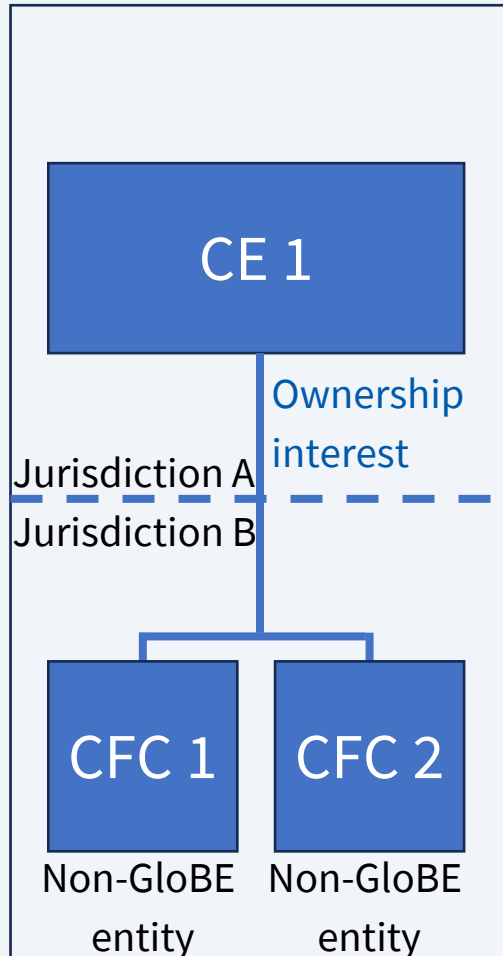 CE 1
Ownership
interest
Jurisdiction A
Jurisdiction B
CFC 1
CFC 2
Non-GloBE
entity
Non-GloBE
entity